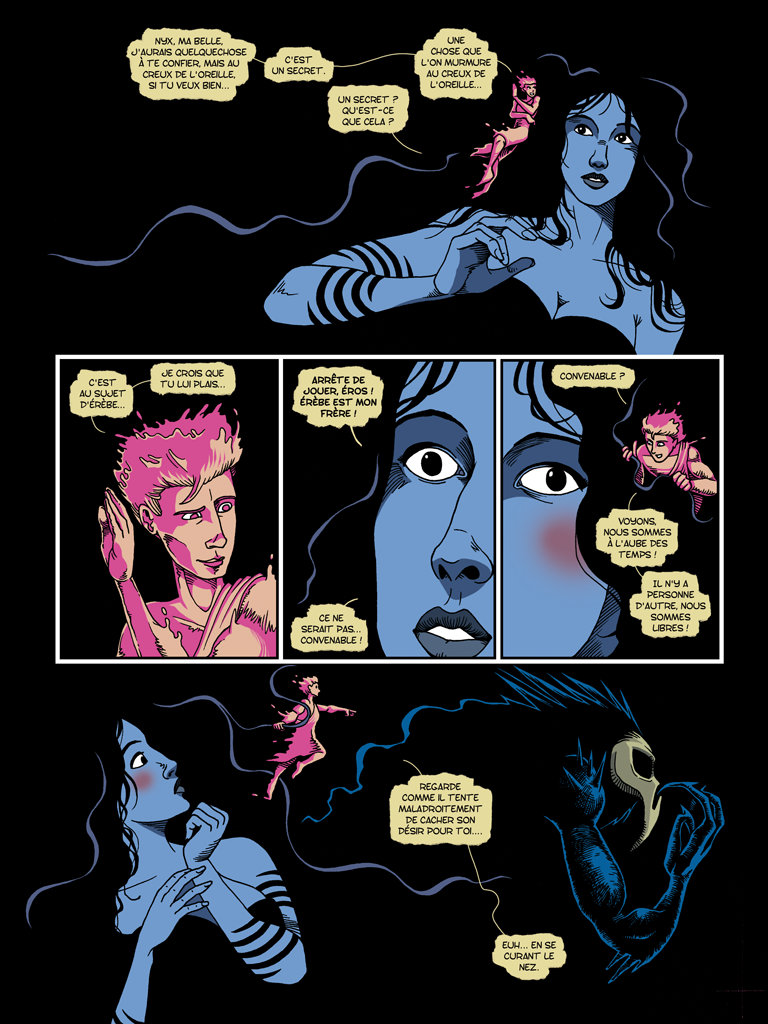 NYX, MA BELLE,
J'AURAIS QUELQUECHOSE
À TE CONFIER, MAIS AU
CREUX DE L'OREILLE,
SI TU VEUX BIEN...
C'EST
UN SECRET.
UNE
CHOSE QUE
L'ON MURMURE
AU CREUX DE
L'OREILLE...
UN SECRET ?
QU'EST-CE
QUE CELA ?
C'EST
AU SUJET
D'ÉRÈBE...
JE CROIS QUE
TU LUI PLAIS...
ARRÊTE DE
JOUER, ÉROS !
ÉRÈBE EST MON
FRÈRE !
CE NE
SERAIT PAS...
CONVENABLE !
CONVENABLE ?
VOYONS,
NOUS SOMMES
À L'AUBE DES
TEMPS !
IL N'Y A
PERSONNE
D'AUTRE, NOUS
SOMMES
LIBRES !
REGARDE
COMME IL TENTE
MALADROITEMENT
DE CACHER SON
DÉSIR POUR TOI....
EUH... EN SE
CURANT LE
NEZ.